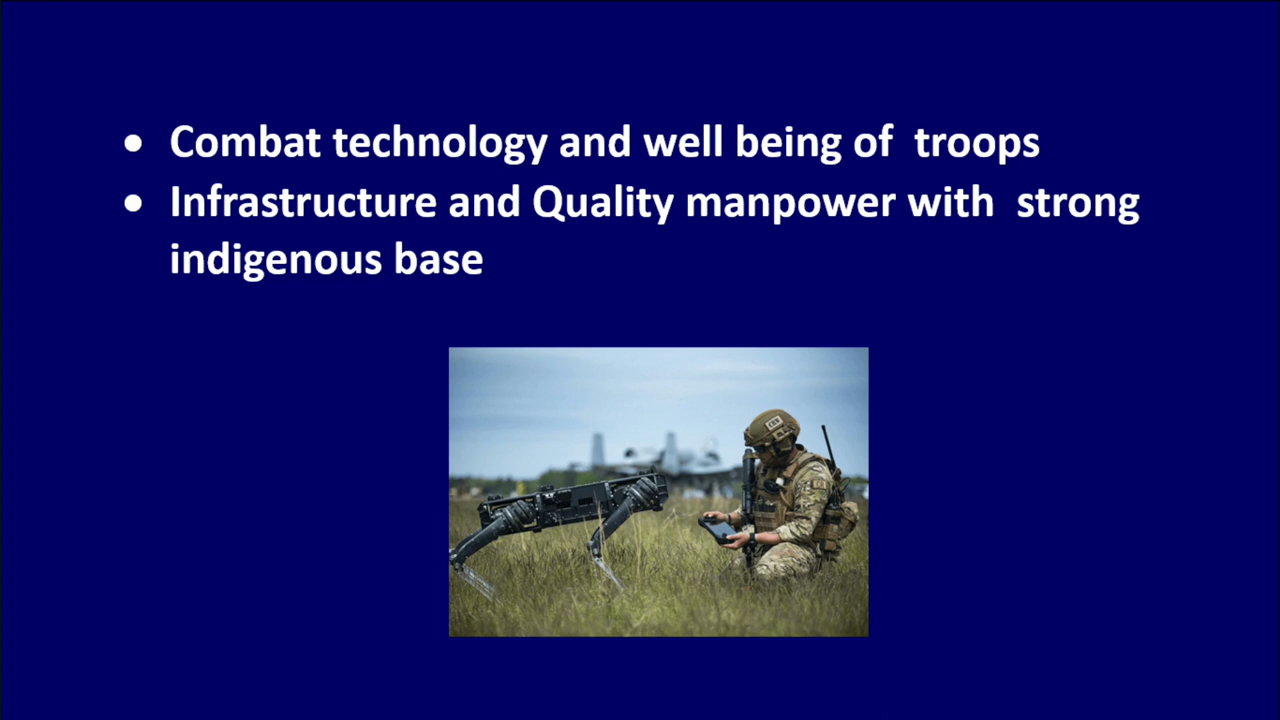 • Combat technology and well being of  troops
• Infrastructure and Quality manpower with  strong
indigenous base